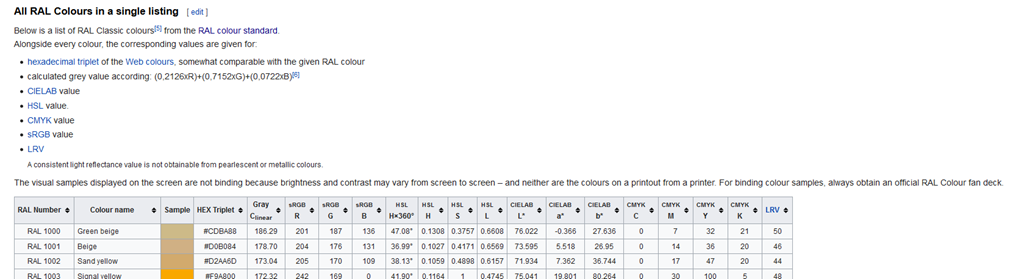 All RAL Colours in a single listing [ edit ]
Below is a list of RAL Classic colours[5] from the RAL colour standard.
Alongside every colour, the corresponding values are given for:
• hexadecimal triplet of the Web colours, somewhat comparable with the given RAL colour
• calculated grey value according: (0,2126xR)+(0,7152xG)+(0,0722xB)[6]
• CIELAB value
• HSL value.
• CMYK value
• sRGB value
• LRV
A consistent light reflectance value is not obtainable from pearlescent or metallic colours.
The visual samples displayed on the screen are not binding because brightness and contrast may vary from screen to screen – and neither are the colours on a printout from a printer. For binding colour samples, always obtain an official RAL Colour fan deck.
RAL Number Colour name Sample HEX Triplet Gray Clinear sRGB R sRGB G sRGB B HSL H×360° HSL H HSL S HSL L CIELAB L* CIELAB a* CIELAB b* CMYK C CMYK M CMYK Y CMYK K LRV
RAL 1000 Green beige #CDBA88 186.29 201 187 136 47.08° 0.1308 0.3757 0.6608 76.022 -0.366 27.636 0 7 32 21 50
RAL 1001 Beige #D0B084 178.70 204 176 131 36.99° 0.1027 0.4171 0.6569 73.595 5.518 26.95 0 14 36 20 46
RAL 1002 Sand yellow #D2AA6D 173.04 205 170 109 38.13° 0.1059 0.4898 0.6157 71.934 7.362 36.744 0 17 47 20 44
RAL 1003 Signal yellow #F9A800 172.32 242 169 0 41.90° 0.1164 1 0.4745 75.041 19.801 80.264 0 30 100 5 48